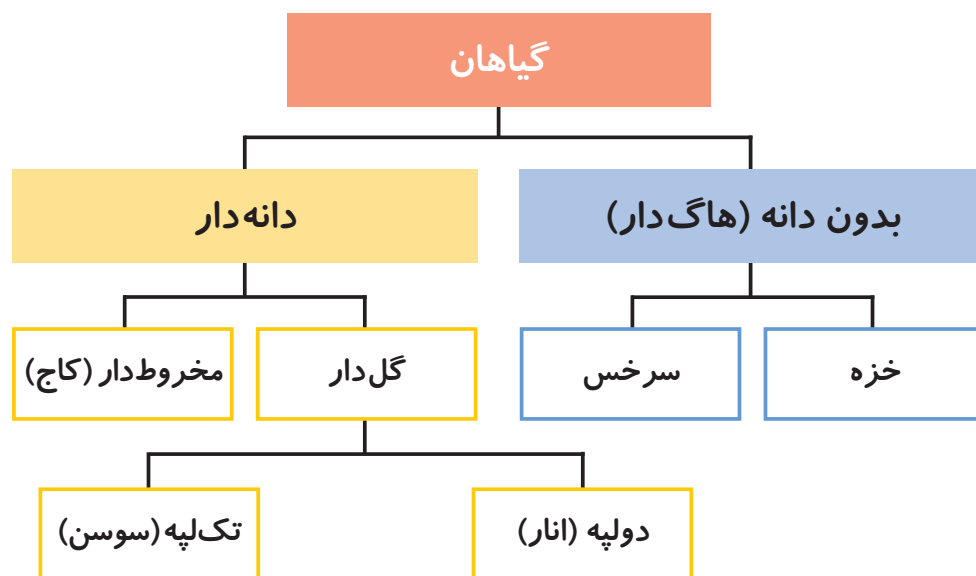 گیاهان
بدون دانه (هاگ‌دار)
دانه‌دار
خزه
سرخس
گل‌دار
مخروط‌دار (کاج)
دولپه (انار)
تک‌لپه (سوسن)